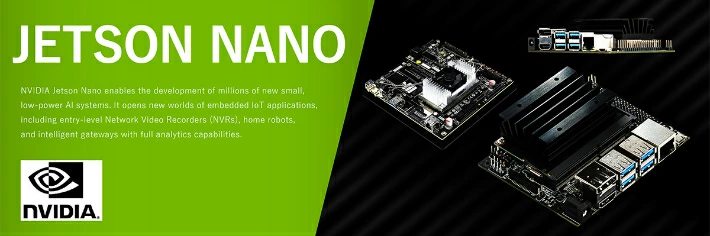 JETSON NANO
NVIDIA Jetson Nano enables the development of millions of new small,
low-power AI systems. It opens new worlds of embedded IoT applications,
including entry-level Network Video Recorders (NVRs), home robots,
and intelligent gateways with full analytics capabilities.
NVIDIA.